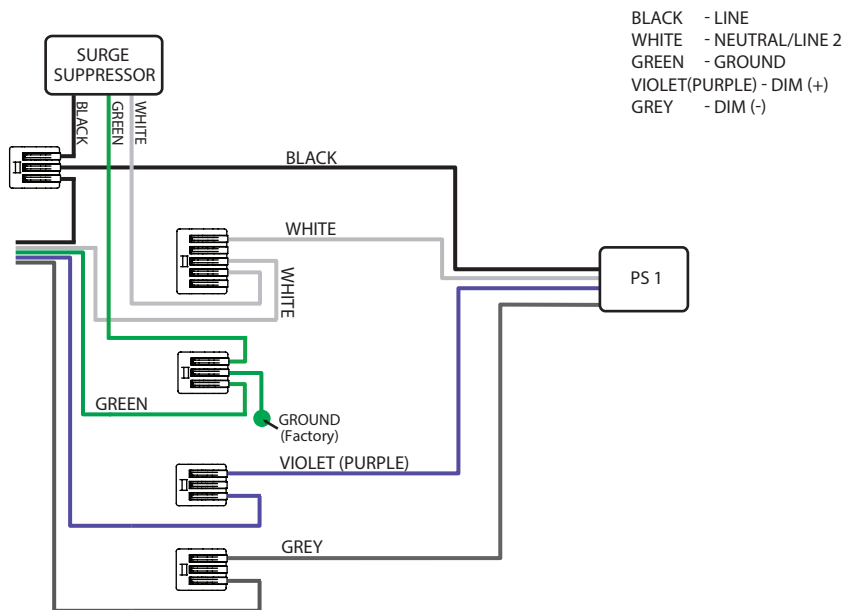 BLACK - LINE
WHITE - NEUTRAL/LINE 2
GREEN - GROUND
VIOLET(PURPLE) - DIM (+)
GREY - DIM (-)
SURGE
SUPPRESSOR
BLACK
GREEN
WHITE
BLACK
WHITE
WHITE
PS 1
GREEN
GROUND
(Factory)
VIOLET (PURPLE)
GREY